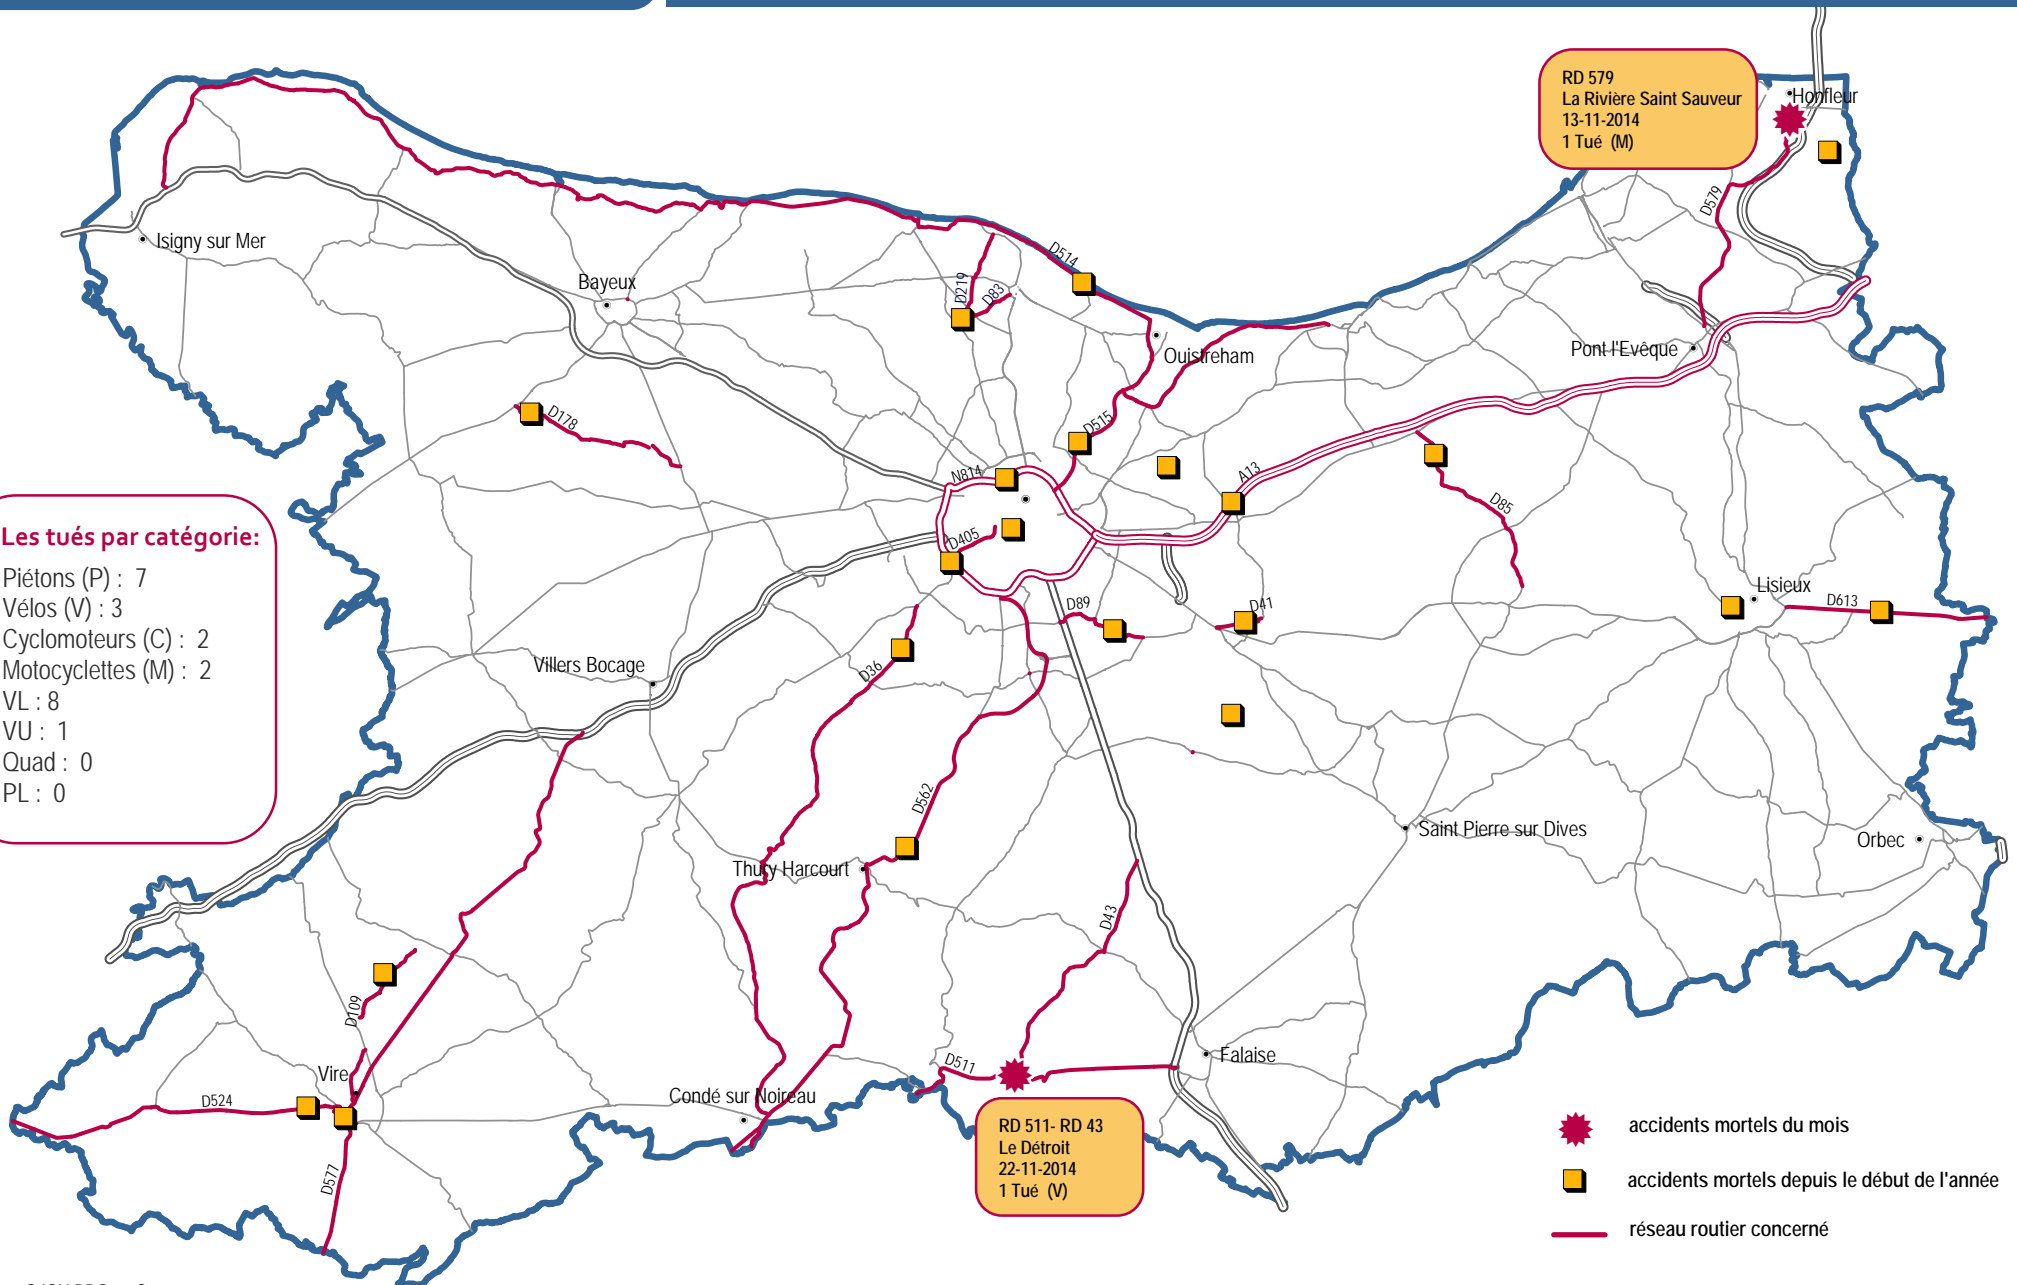 RD 579
La Rivière Saint Sauveur
13-11-2014
1 Tué (M)
Honfleur
D579
Isigny sur Mer
Bayeux
D514
D219
D83
Ouistreham
Pont l'Evêque
D178
D515
N814
A13
D85
D405
Les tués par catégorie:
Piétons (P) : 7
Vélos (V) : 3
Cyclomoteurs (C) : 2
Motocyclettes (M) : 2
VL : 8
VU : 1
Quad : 0
PL : 0
Lisieux
D613
D89
D41
Villers Bocage
D36
D562
Saint Pierre sur Dives
Orbec
Thury Harcourt
D43
D109
Vire
D524
D577
Condé sur Noireau
D511
Falaise
RD 511- RD 43
Le Détroit
22-11-2014
1 Tué (V)
accidents mortels du mois
accidents mortels depuis le début de l'année
réseau routier concerné